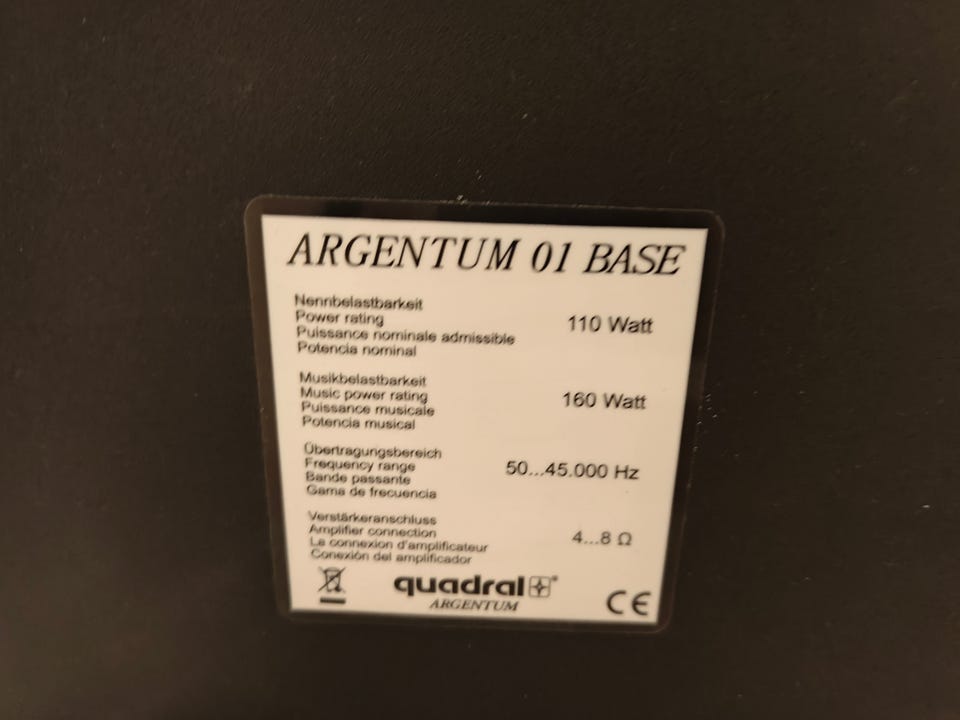 ARGENTUM 01 BASE
Nennbelastbarkeit
Power rating
Puissance nominale admissible
Potencia nominal
110 Watt
Musikbelastbarkeit
Music power rating
Puissance musicale
Potencia musical
160 Watt
Übertragungsbereich
Frequency range
Bande passante
Gama de frecuencia
50...45.000 Hz
Verstärkeranschluss
Amplifier connection
La connexion d'amplificateur
Conexión del amplificador
4...8 Ω
quadral
ARGENTUM
CE